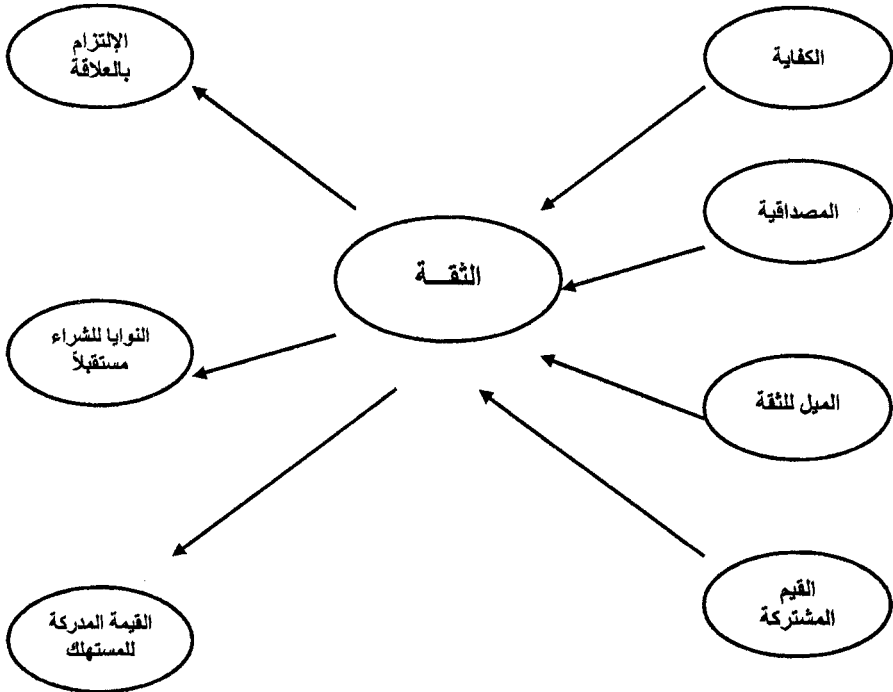 الكفاية
المصداقية
الميل للثقة
القيم
المشتركة
الثقـــة
الإلتزام
بالعلاقة
النوايا للشراء
مستقبلاً
القيمة المدركة
للمستهلك